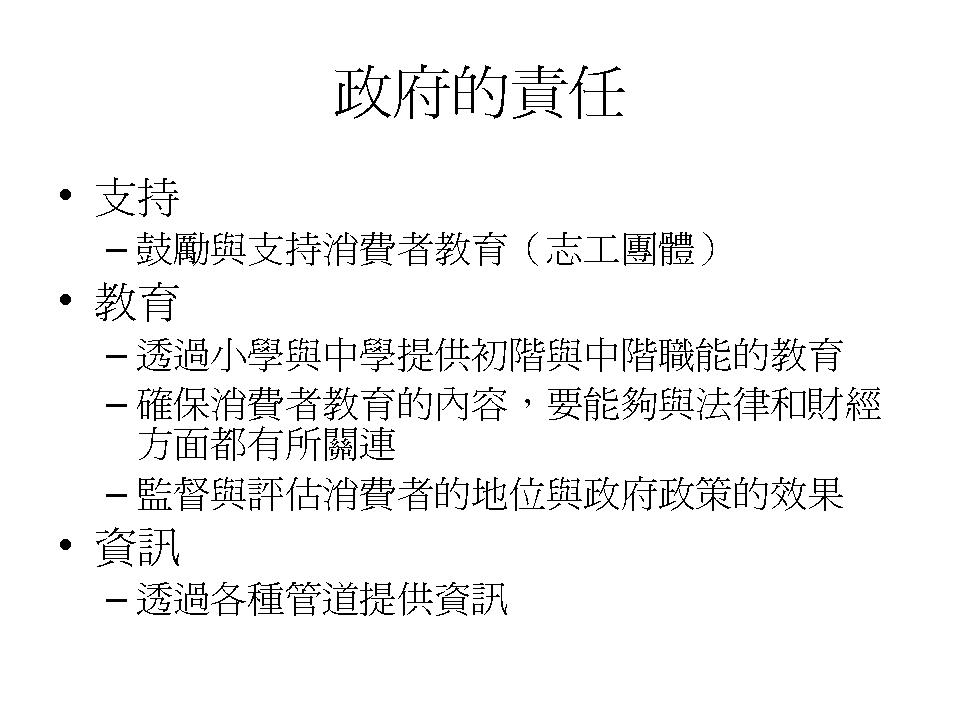 政府的責任
• 支持
– 鼓勵與支持消費者教育（志工團體）
• 教育
– 透過小學與中學提供初階與中階職能的教育
– 確保消費者教育的內容，要能夠與法律和財經
方面都有所關連
– 監督與評估消費者的地位與政府政策的效果
• 資訊
– 透過各種管道提供資訊